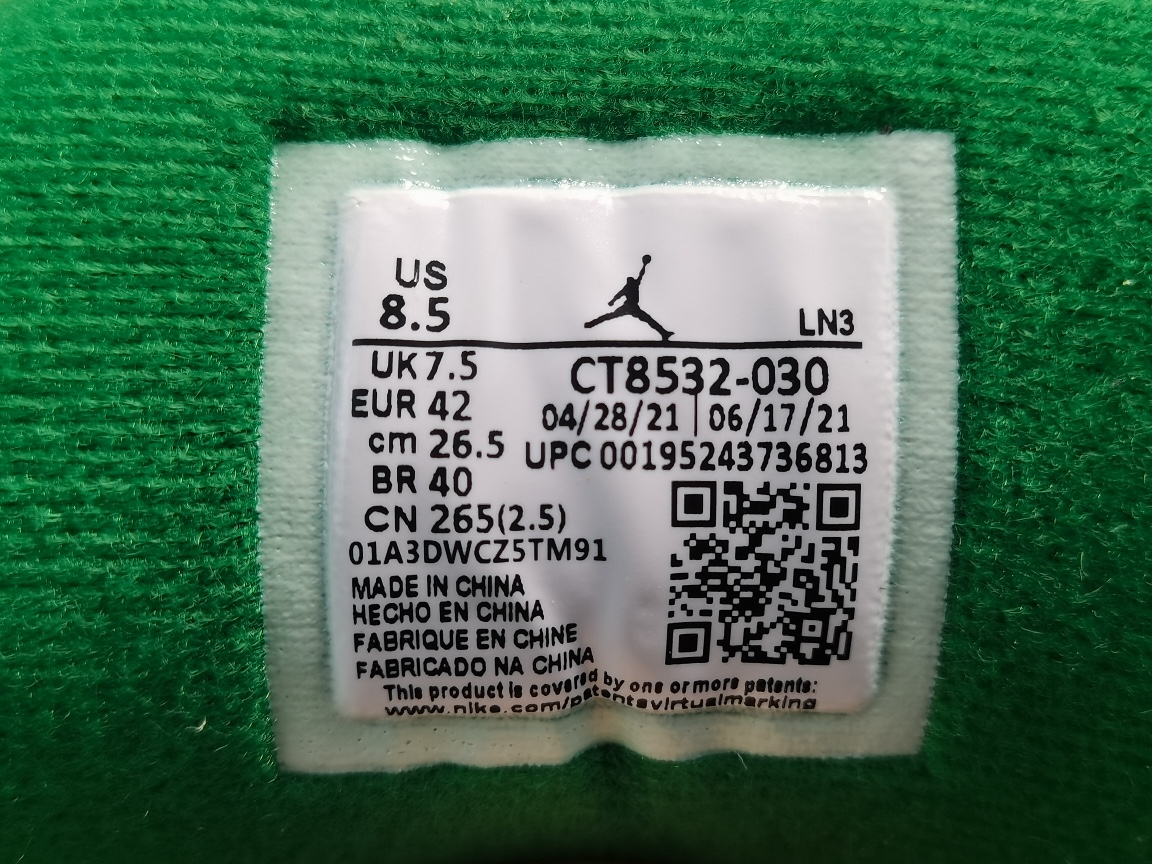 US
8.5
LN3
UK 7.5
EUR 42
cm 26.5
BR 40
CN 265(2.5)
CT8532-030
04/28/21 | 06/17/21
UPC 00195243736813
01A3DWCZ5TM91
MADE IN CHINA
HECHO EN CHINA
FABRIQUE EN CHINE
FABRICADO NA CHINA
This product is covered by one or more patents:
www.nike.com/patentsvirtualmarking